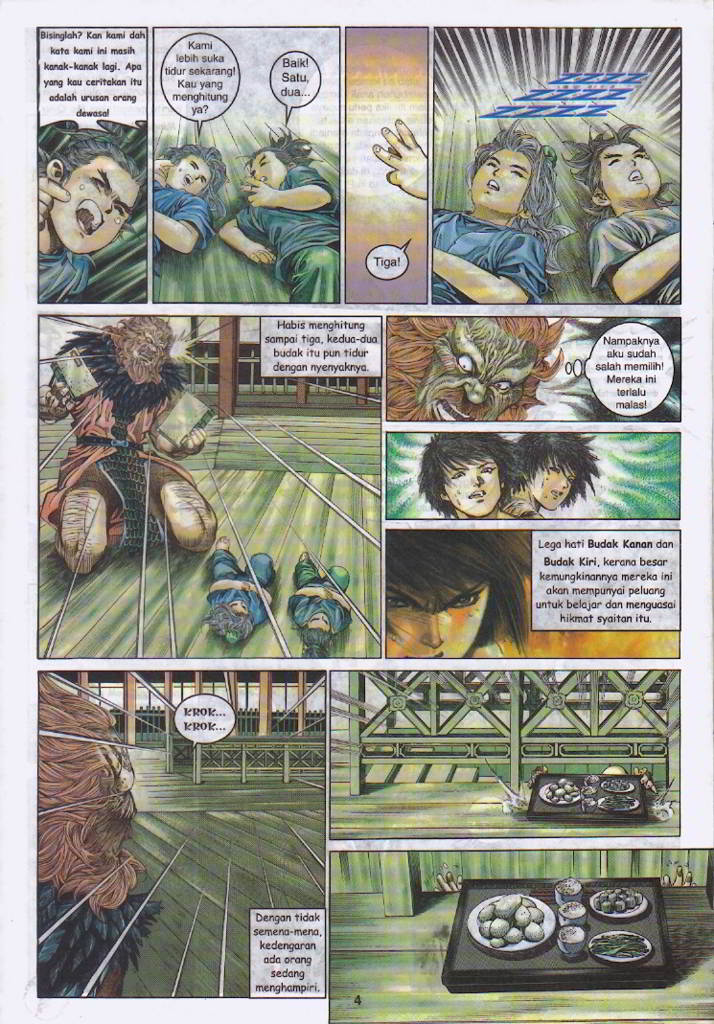 Bisinglah? Kan kami dah
kata kami ini masih
kanak-kanak lagi. Apa
yang kau ceritakan itu
adalah urusan orang
dewasa!
Kami
lebih suka
tidur sekarang!
Kau yang
menghitung
ya?
Baik!
Satu,
dua...
Tiga!
ZZZZ
ZZZZZ
ZZZZZ
Habis menghitung
sampai tiga, kedua-dua
budak itu pun tidur
dengan nyenyaknya.
Nampaknya
aku sudah
salah memilih!
Mereka ini
terlalu
malas!
Lega hati Budak Kanan dan
Budak Kiri, kerana besar
kemungkinannya mereka ini
akan mempunyai peluang
untuk belajar dan menguasai
hikmat syaitan itu.
KROK...
KROK...
Dengan tidak
semena-mena,
kedengaran
ada orang
sedang
menghampiri.
4